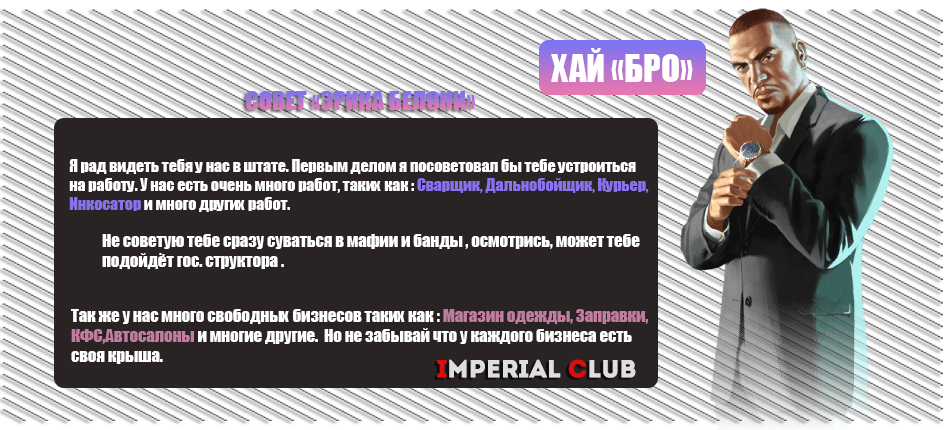 ХАЙ «БРО»
СОВЕТ «ЭРИКА БЕЛОНИ»
Я рад видеть тебя у нас в штате. Первым делом я посоветовал бы тебе устроиться
на работу. У нас есть очень много работ, таких как : Сварщик, Дальнобойщик, Курьер,
Инкосатор и много других работ.
Не советую тебе сразу суваться в мафии и банды , осмотрись, может тебе
подойдёт гос. структора .
Так же у нас много свободных бизнесов таких как : Магазин одежды, Заправки,
КФС,Автосалоны и многие другие. Но не забывай что у каждого бизнеса есть
своя крыша.
IMPERIAL CLUB